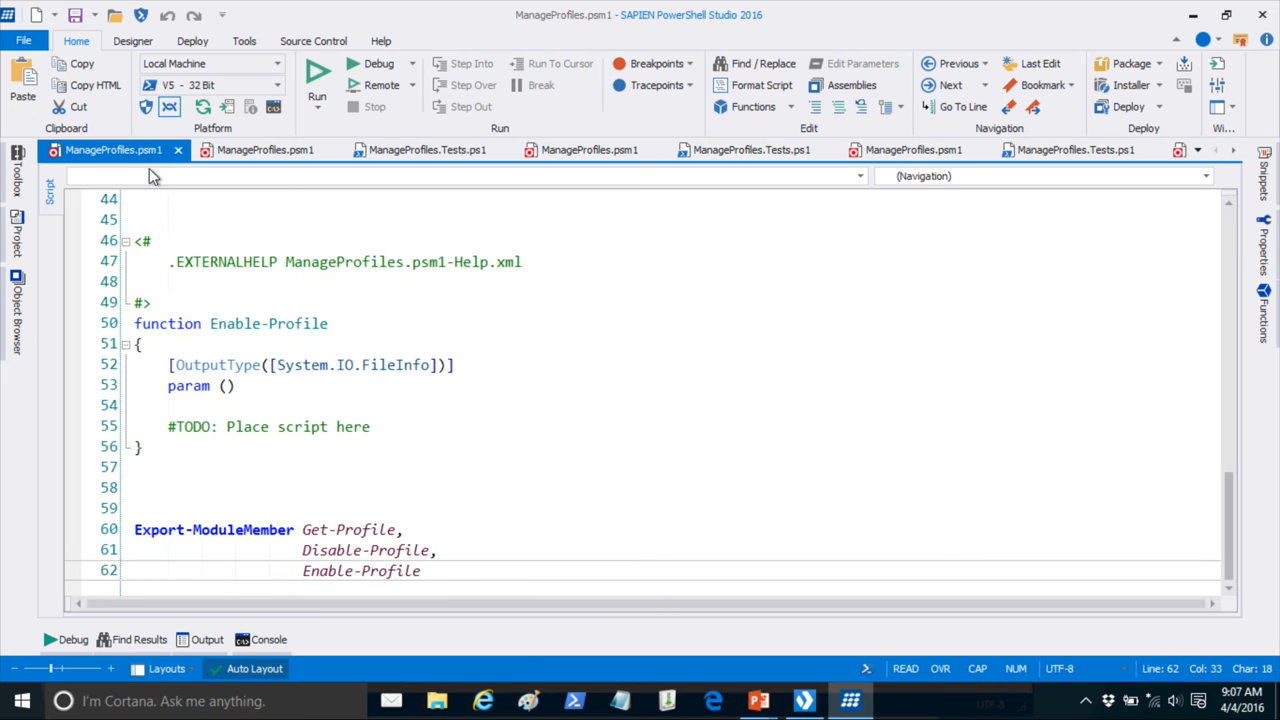 ManageProfiles.psm1 - SAPIEN PowerShell Studio 2016
File Home Designer Deploy Tools Source Control Help
Paste
Copy
Copy HTML
Cut
Clipboard
Local Machine
V5 - 32 Bit
Platform
Run
Debug
Remote
Stop
Step Into
Step Over
Step Out
Run To Cursor
Break
Breakpoints
Tracepoints
Run
Find / Replace
Format Script
Functions
Edit Parameters
Assemblies
Edit
Previous
Next
Go To Line
Last Edit
Bookmark
Navigation
Package
Installer
Deploy
Deploy
Wi...
ManageProfiles.psm1 ManageProfiles.psm1 ManageProfiles.Tests.ps1 ManageProfiles.psm1 ManageProfiles.Tests.ps1 ManageProfiles.psm1 ManageProfiles.Tests.ps1
(Navigation)
Toolbox
Project
Object Browser
Script
Snippets
Properties
Functions
44
45
46 <#
47 .EXTERNALHELP ManageProfiles.psm1-Help.xml
48
49 #>
50 function Enable-Profile
51 {
52 [OutputType([System.IO.FileInfo])]
53 param ()
54
55 #TODO: Place script here
56 }
57
58
59
60 Export-ModuleMember Get-Profile,
61 Disable-Profile,
62 Enable-Profile
Debug Find Results Output Console
Layouts Auto Layout READ OVR CAP NUM UTF-8 Line: 62 Col: 33 Char: 18
I'm Cortana. Ask me anything.
UTF-8
9:07 AM
4/4/2016